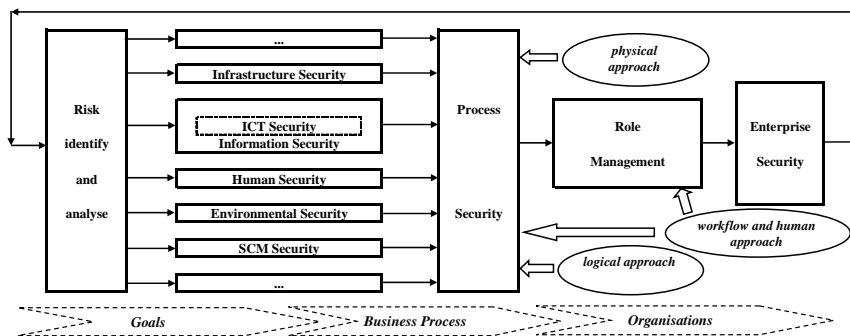 Risk
identify
and
analyse
...
Infrastructure Security
ICT Security
Information Security
Human Security
Environmental Security
SCM Security
...
Process
Security
physical
approach
Role
Management
Enterprise
Security
workflow and human
approach
logical approach
Goals
Business Process
Organisations